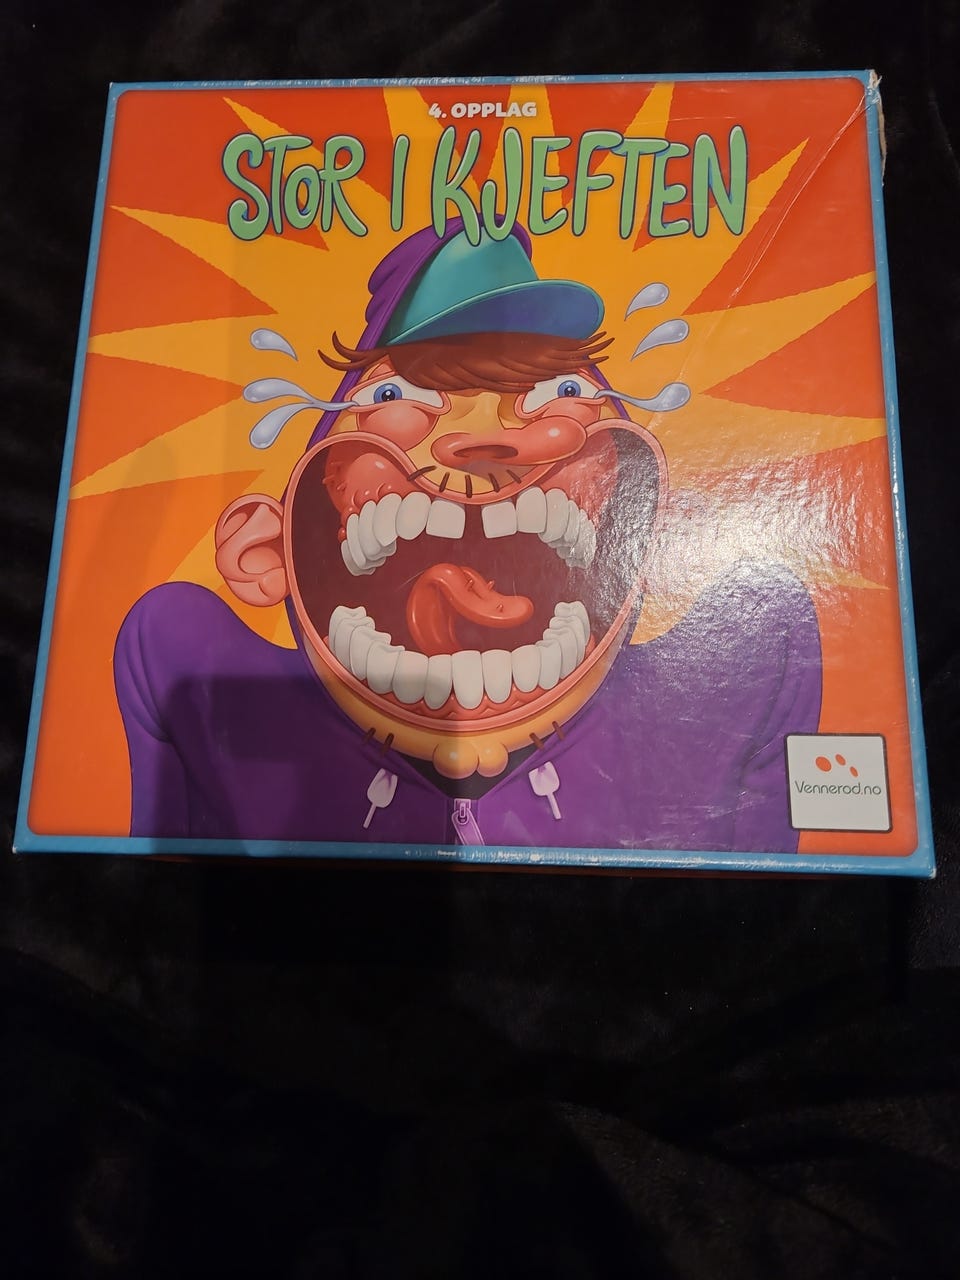 4. OPPLAG
STOR I KJEFTEN
Vennerod.no